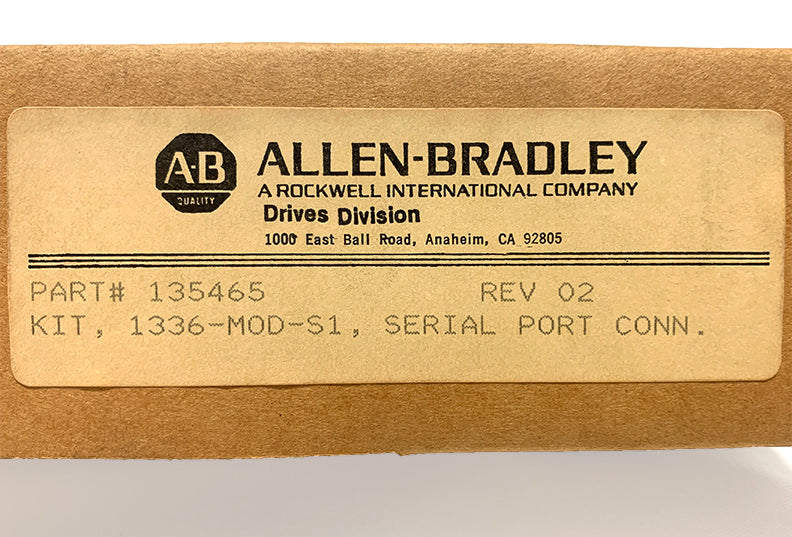 A-B
QUALITY
ALLEN-BRADLEY
A ROCKWELL INTERNATIONAL COMPANY
Drives Division
1000 East Ball Road, Anaheim, CA 92805
PART# 135465 REV 02
KIT, 1336-MOD-S1, SERIAL PORT CONN.